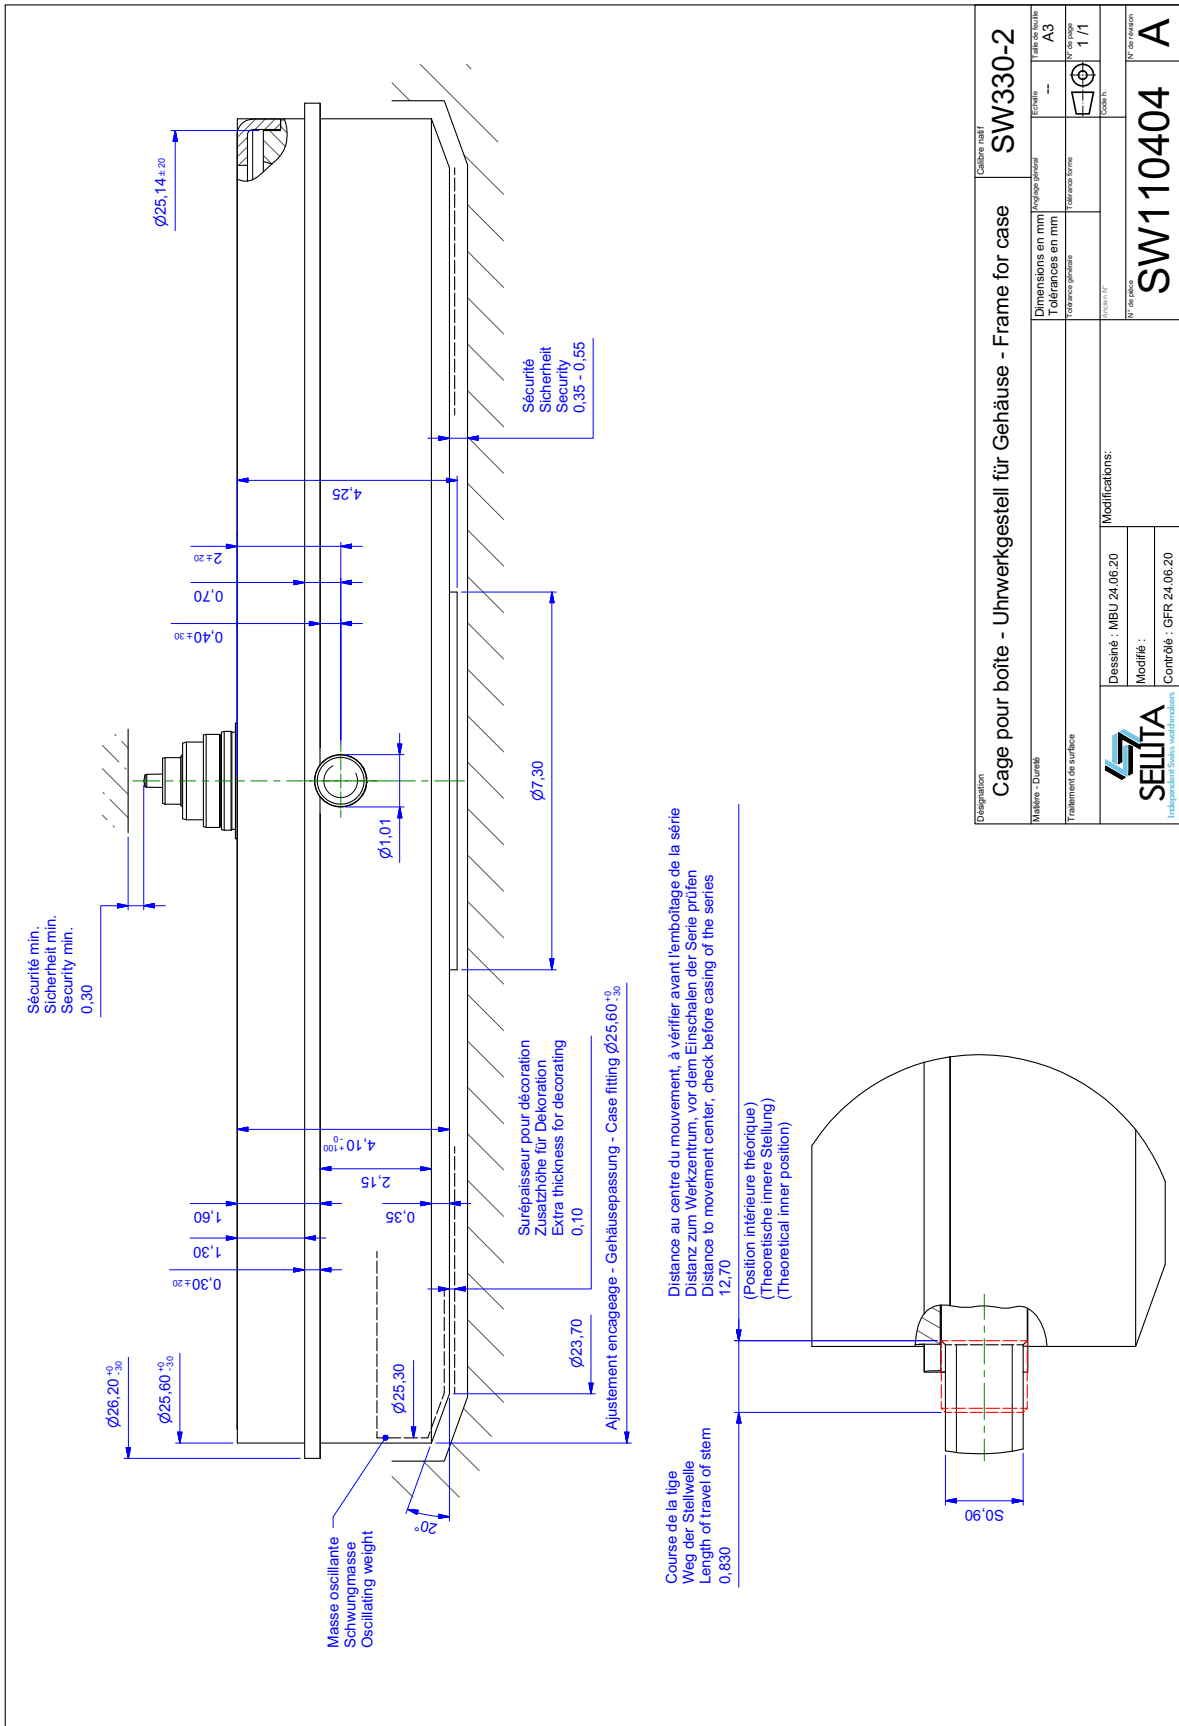 Sécurité min.
Sicherheit min.
Security min.
0,30
Ø25,14 ±20
2 ±20
0,70
0,40 ±30
4,25
Ø1,01
Ø7,30
Sécurité
Sicherheit
Security
0,35 - 0,55
Ø26,20 +0 -30
Ø25,60 +0 -30
0,30 ±20
1,30
1,60
4,10 +100 -0
2,15
0,35
Masse oscillante
Schwungmasse
Oscillating weight
Ø25,30
20°
Ø23,70
Surépaisseur pour décoration
Zusatzhöhe für Dekoration
Extra thickness for decorating
0,10
Ajustement encageage - Gehäusepassung - Case fitting Ø25,60 +0 -30
Distance au centre du mouvement, à vérifier avant l'emboîtage de la série
Distanz zum Werkzentrum, vor dem Einschalen der Serie prüfen
Distance to movement center, check before casing of the series
12,70
(Position intérieure théorique)
(Theoretische innere Stellung)
(Theoretical inner position)
Course de la tige
Weg der Stellwelle
Length of travel of stem
0,830
S0,90
Désignation
Cage pour boîte - Uhrwerkgestell für Gehäuse - Frame for case
Calibre natif
SW330-2
Matière - Dureté
Dimensions en mm
Tolérances en mm
Anglage général
Echelle
--
Taille de feuille
A3
Traitement de surface
Tolérance générale
Tolérance forme
N° de page
1 /1
SELLITA
Independent Swiss watchmakers
Dessiné : MBU 24.06.20
Modifié :
Contrôlé : GFR 24.06.20
Modifications:
Ancien N°
Code h.
N° de pièce
SW110404
N° de révision
A